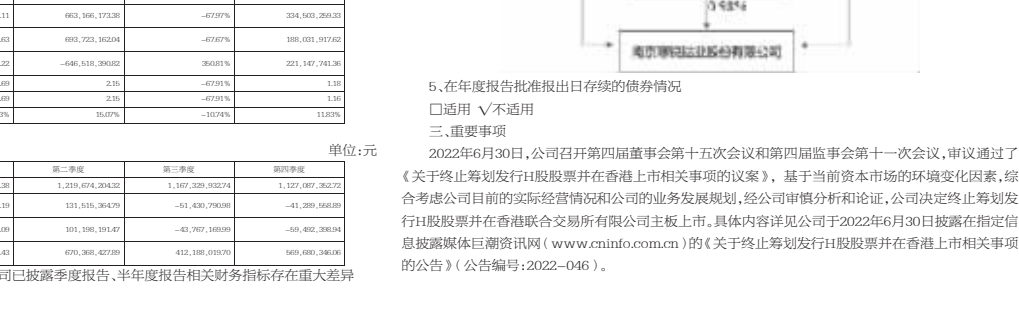 .11 663,166,173.38 -67.97% 334,503,259.33
.63 693,723,162.04 -67.67% 188,031,917.62
.22 -646,518,390.82 350.81% 221,147,741.36
.69 2.15 -67.91% 1.18
.69 2.15 -67.91% 1.16
3% 15.07% -10.74% 11.83%
单位:元
第二季度 第三季度 第四季度
.38 1,219,674,204.32 1,167,329,932.74 1,127,087,352.72
.19 131,515,364.79 -51,430,790.98 -41,289,558.89
.09 101,198,191.47 -43,767,169.99 -59,492,398.94
.43 670,368,427.89 412,188,019.70 569,680,346.06
司已披露季度报告、半年度报告相关财务指标存在重大差异
5、在年度报告批准报出日存续的债券情况
□适用 √不适用
三、重要事项
2022年6月30日,公司召开第四届董事会第十五次会议和第四届监事会第十一次会议,审议通过了
《关于终止筹划发行H股股票并在香港上市相关事项的议案》, 基于当前资本市场的环境变化因素,综
合考虑公司目前的实际经营情况和公司的业务发展规划,经公司审慎分析和论证,公司决定终止筹划发
行H股股票并在香港联合交易所有限公司主板上市。具体内容详见公司于2022年6月30日披露在指定信
息披露媒体巨潮资讯网( www.cninfo.com.cn )的《关于终止筹划发行H股股票并在香港上市相关事项
的公告》( 公告编号:2022-046 )。